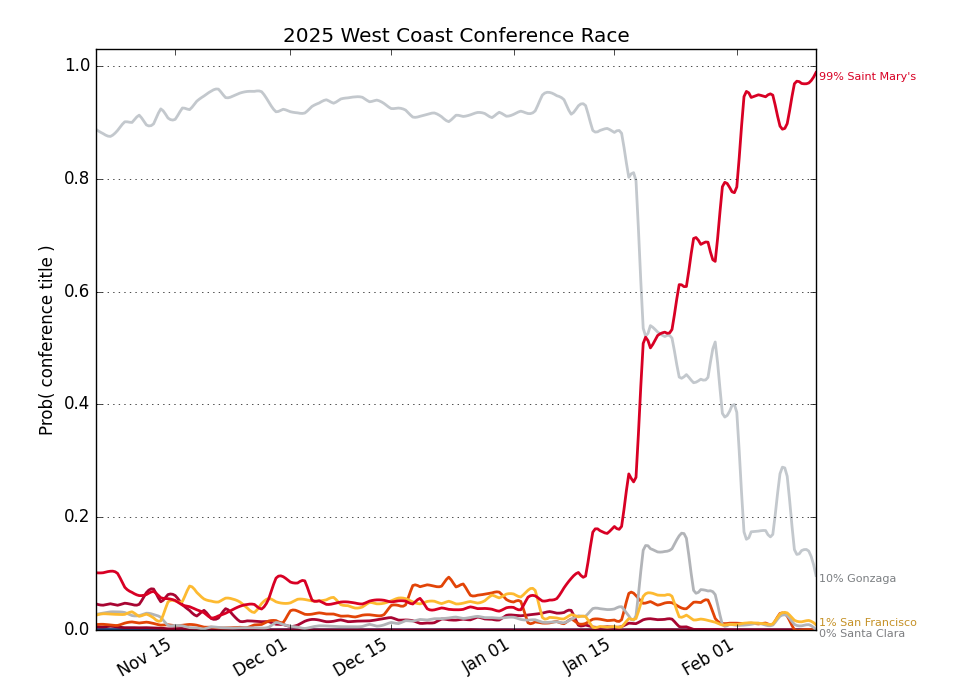 2025 West Coast Conference Race
Prob( conference title )
1.0
0.8
0.6
0.4
0.2
0.0
Nov 15
Dec 01
Dec 15
Jan 01
Jan 15
Feb 01
99% Saint Mary's
10% Gonzaga
1% San Francisco
0% Santa Clara